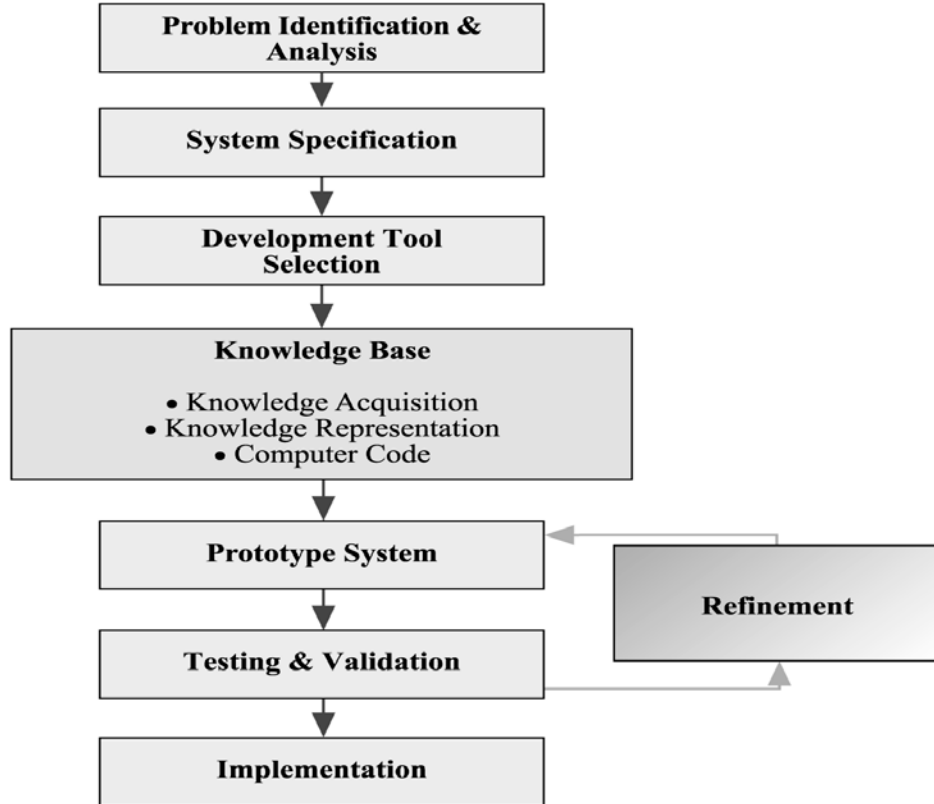 Problem Identification &
Analysis
System Specification
Development Tool
Selection
Knowledge Base
• Knowledge Acquisition
• Knowledge Representation
• Computer Code
Prototype System
Refinement
Testing & Validation
Implementation